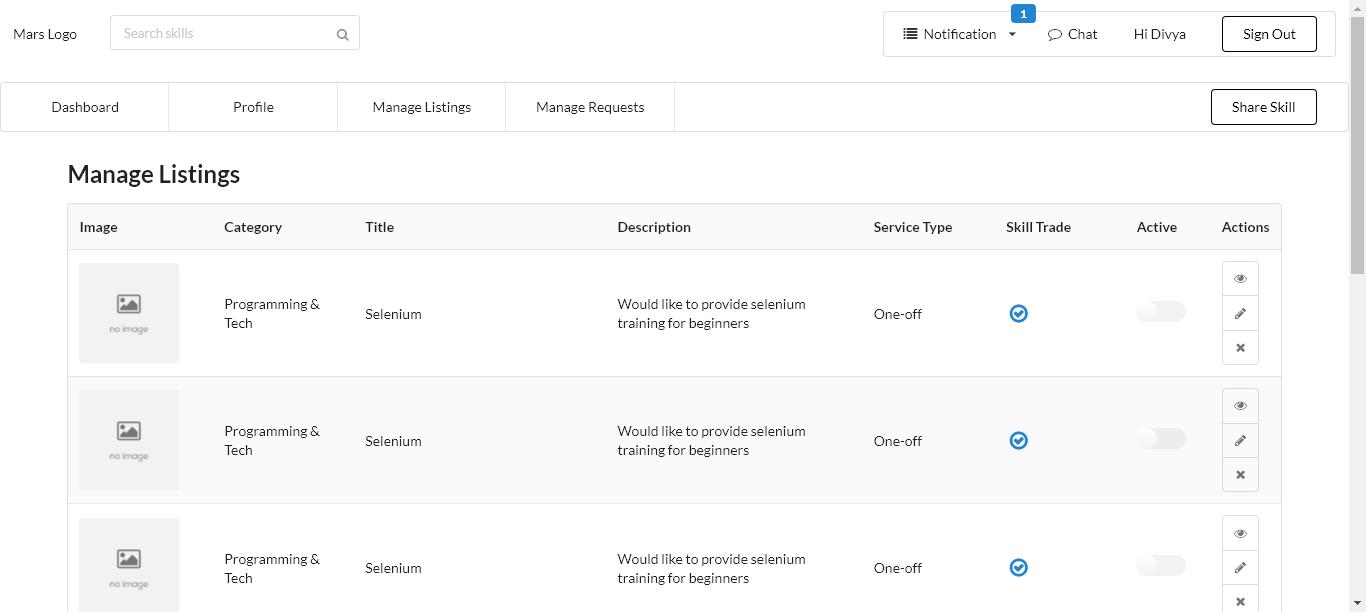 Mars Logo
Search skills
1
Notification
Chat
Hi Divya
Sign Out
Dashboard
Profile
Manage Listings
Manage Requests
Share Skill
Manage Listings
Image
Category
Title
Description
Service Type
Skill Trade
Active
Actions
no image
Programming &
Tech
Selenium
Would like to provide selenium
training for beginners
One-off
no image
Programming &
Tech
Selenium
Would like to provide selenium
training for beginners
One-off
no image
Programming &
Tech
Selenium
Would like to provide selenium
training for beginners
One-off